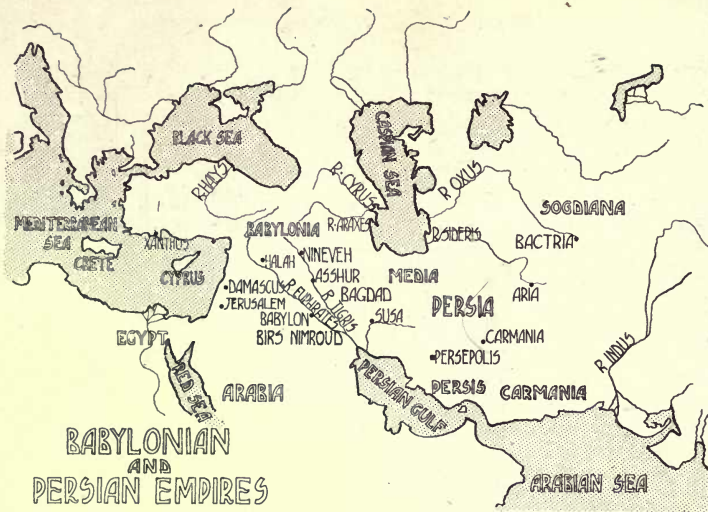 BLACK SEA
CASPIAN SEA
R. HALYS
R. CYRUS
R. OXUS
SOGDIANA
MEDITERRANEAN
SEA
XANTHUS
CRETE
CYPRUS
BABYLONIA
R. ARAXES
R. SIDERIS
BACTRIA
HALAH
NINEVEH
ASSHUR
MEDIA
BAGDAD
DAMASCUS
JERUSALEM
R. EUPHRATES
R. TIGRIS
PERSIA
ARIA
SUSA
BABYLON
BIRS NIMROUD
EGYPT
CARMANIA
PERSEPOLIS
R. INDUS
RED SEA
ARABIA
PERSIAN GULF
PERSIS
CARMANIA
BABYLONIAN
AND
PERSIAN EMPIRES
ARABIAN SEA